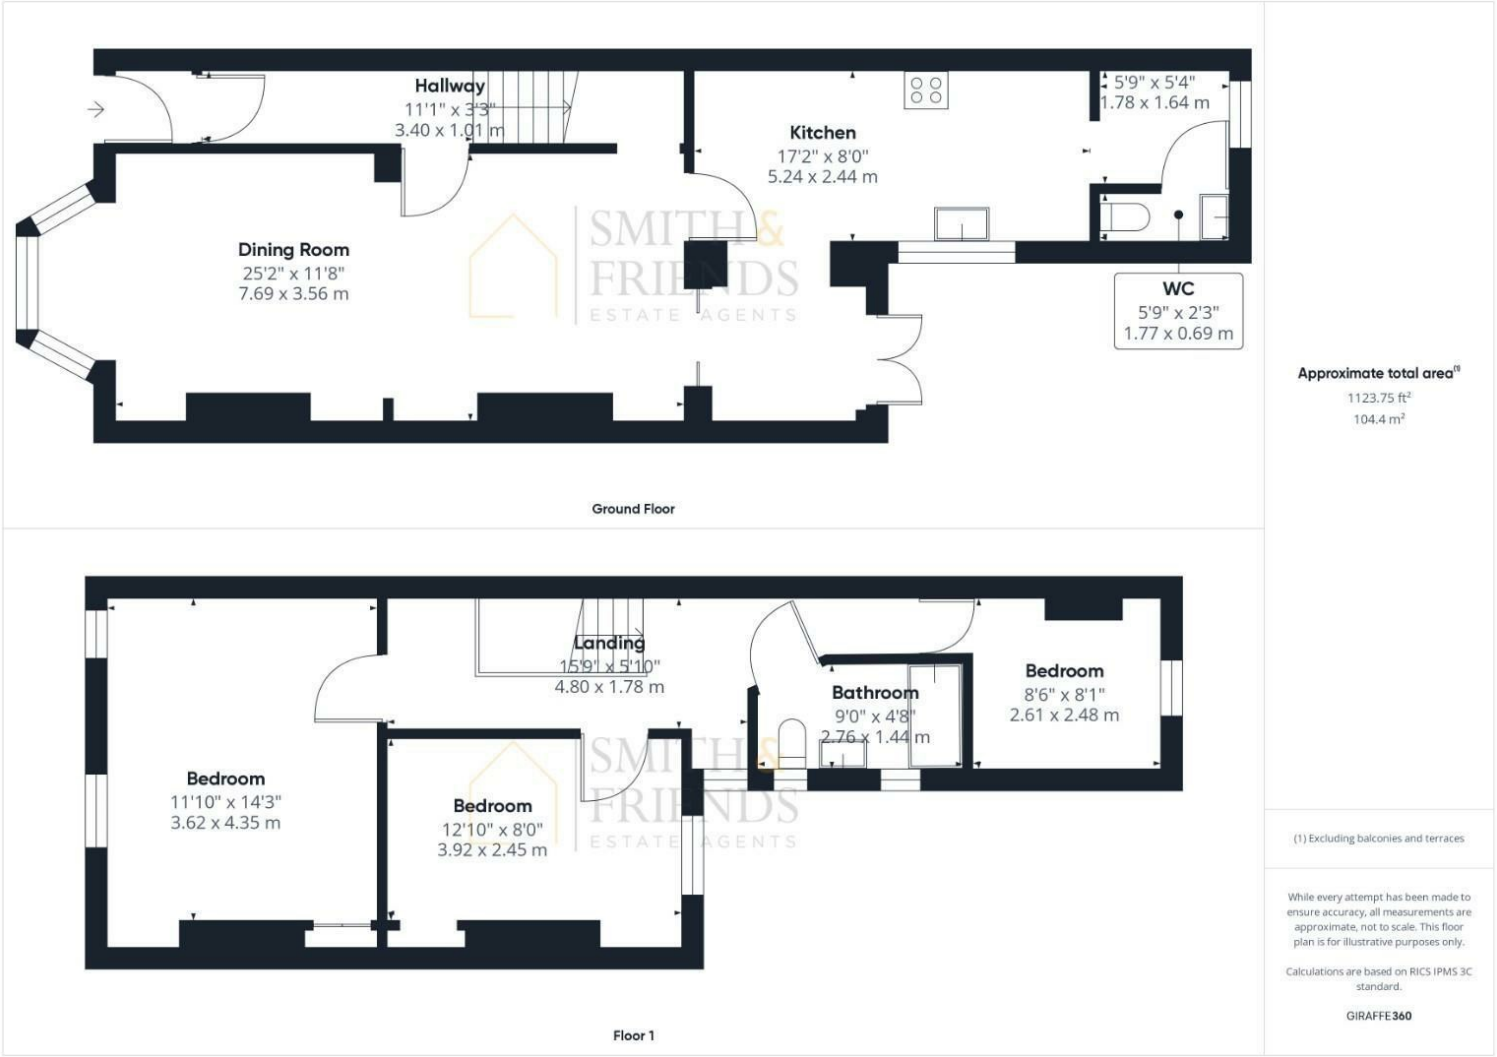 Hallway
11'1" x 3'3"
3.40 x 1.01 m
5'9" x 5'4"
1.78 x 1.64 m
Kitchen
17'2" x 8'0"
5.24 x 2.44 m
Dining Room
25'2" x 11'8"
7.69 x 3.56 m
SMITH &
FRIENDS
ESTATE AGENTS
WC
5'9" x 2'3"
1.77 x 0.69 m
Ground Floor
Landing
15'9" x 5'10"
4.80 x 1.78 m
Bathroom
9'0" x 4'8"
2.76 x 1.44 m
Bedroom
8'6" x 8'1"
2.61 x 2.48 m
Bedroom
11'10" x 14'3"
3.62 x 4.35 m
Bedroom
12'10" x 8'0"
3.92 x 2.45 m
SMITH &
FRIENDS
ESTATE AGENTS
Floor 1
Approximate total area(1)
1123.75 ft²
104.4 m²
(1) Excluding balconies and terraces
While every attempt has been made to
ensure accuracy, all measurements are
approximate, not to scale. This floor
plan is for illustrative purposes only.
Calculations are based on RICS IPMS 3C
standard.
GIRAFFE360